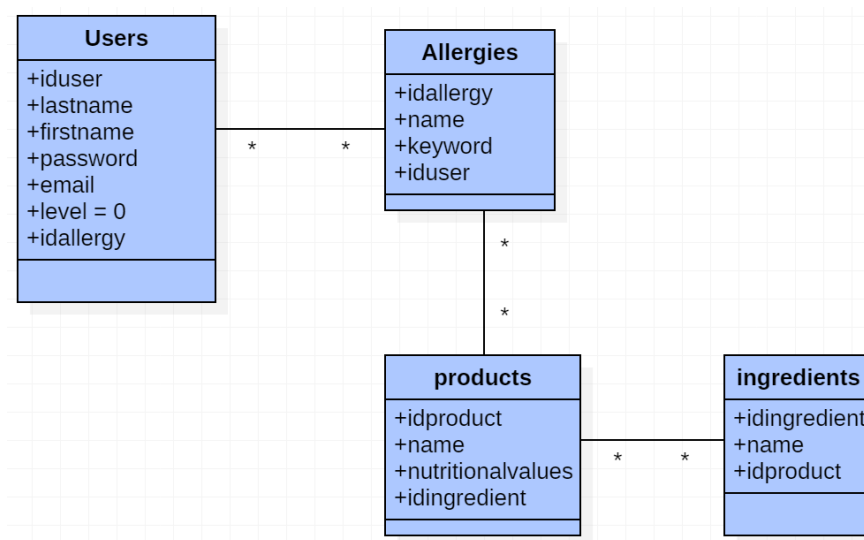 Users
+iduser
+lastname
+firstname
+password
+email
+level = 0
+idallergy
* *
Allergies
+idallergy
+name
+keyword
+iduser
*
*
products
+idproduct
+name
+nutritionalvalues
+idingredient
* *
ingredients
+idingredient
+name
+idproduct